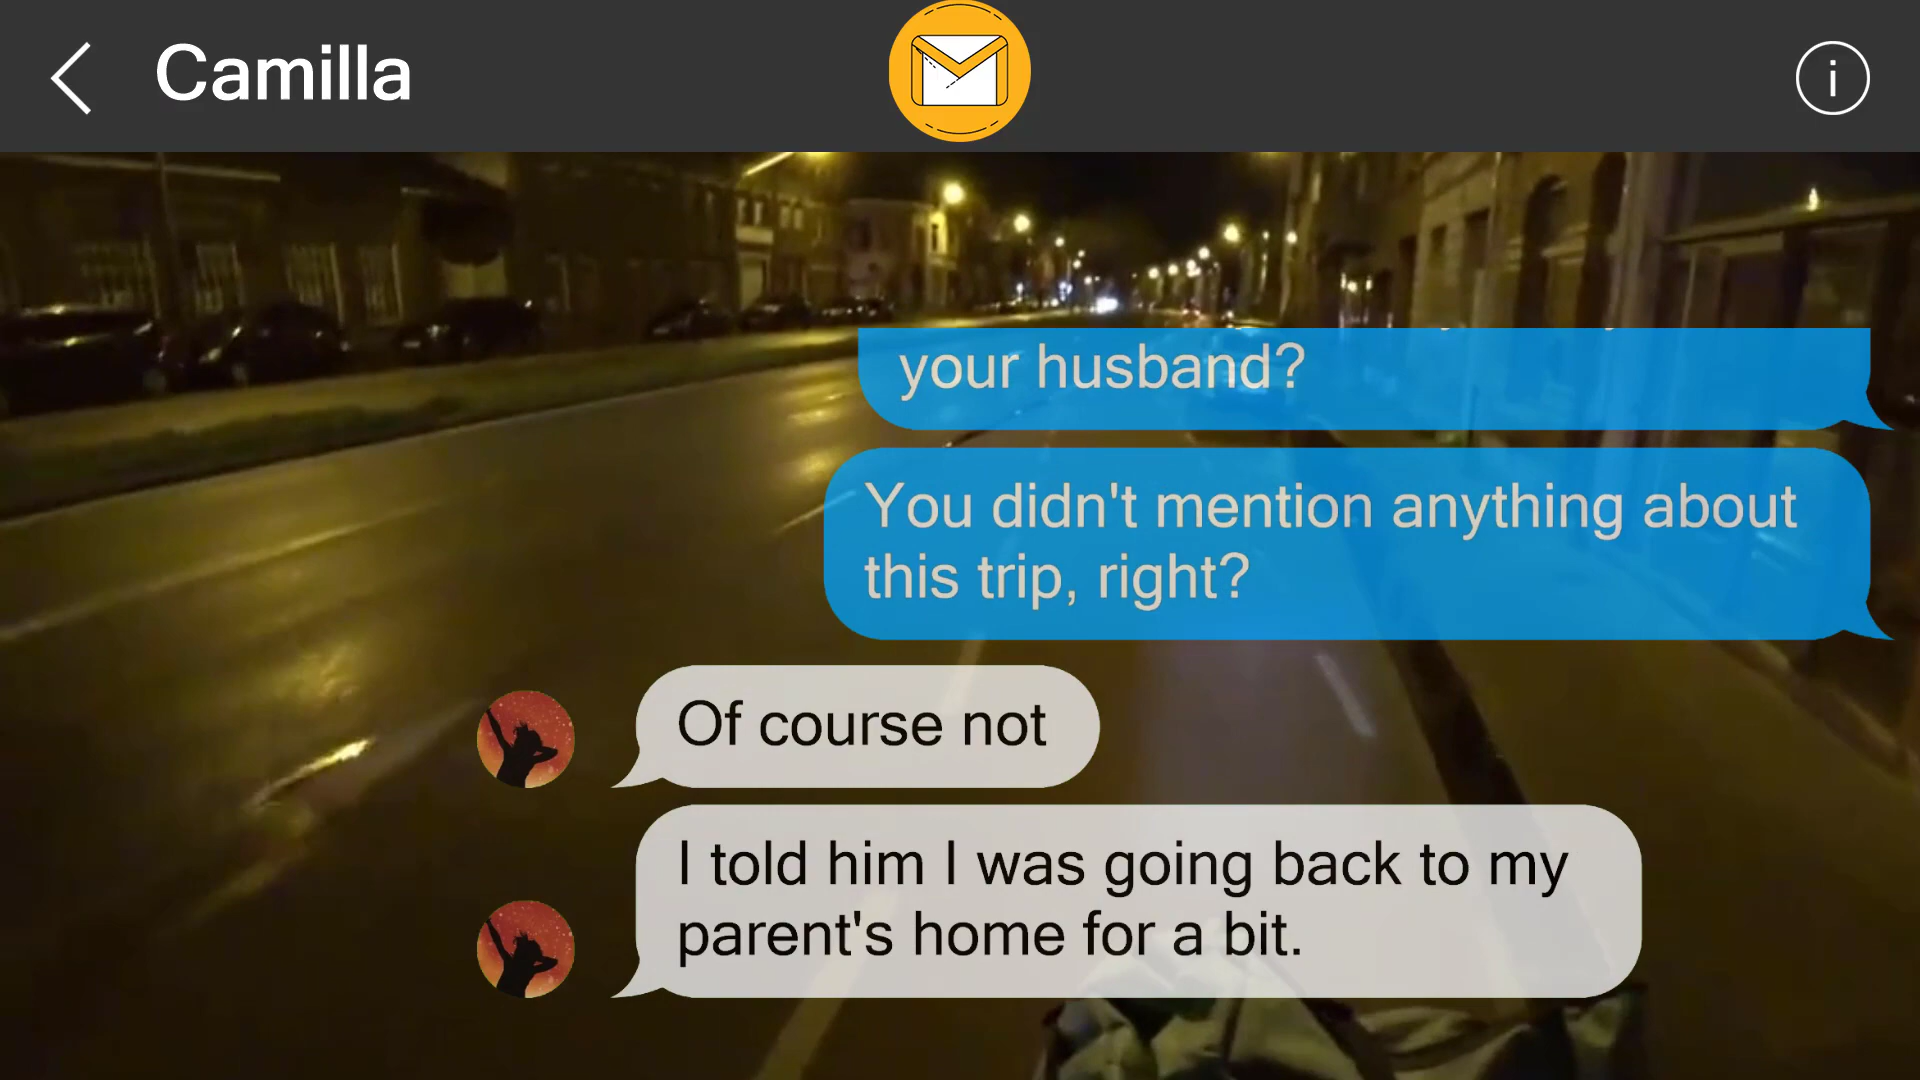 Camilla
your husband?
You didn't mention anything about
this trip, right?
Of course not
I told him I was going back to my
parent's home for a bit.